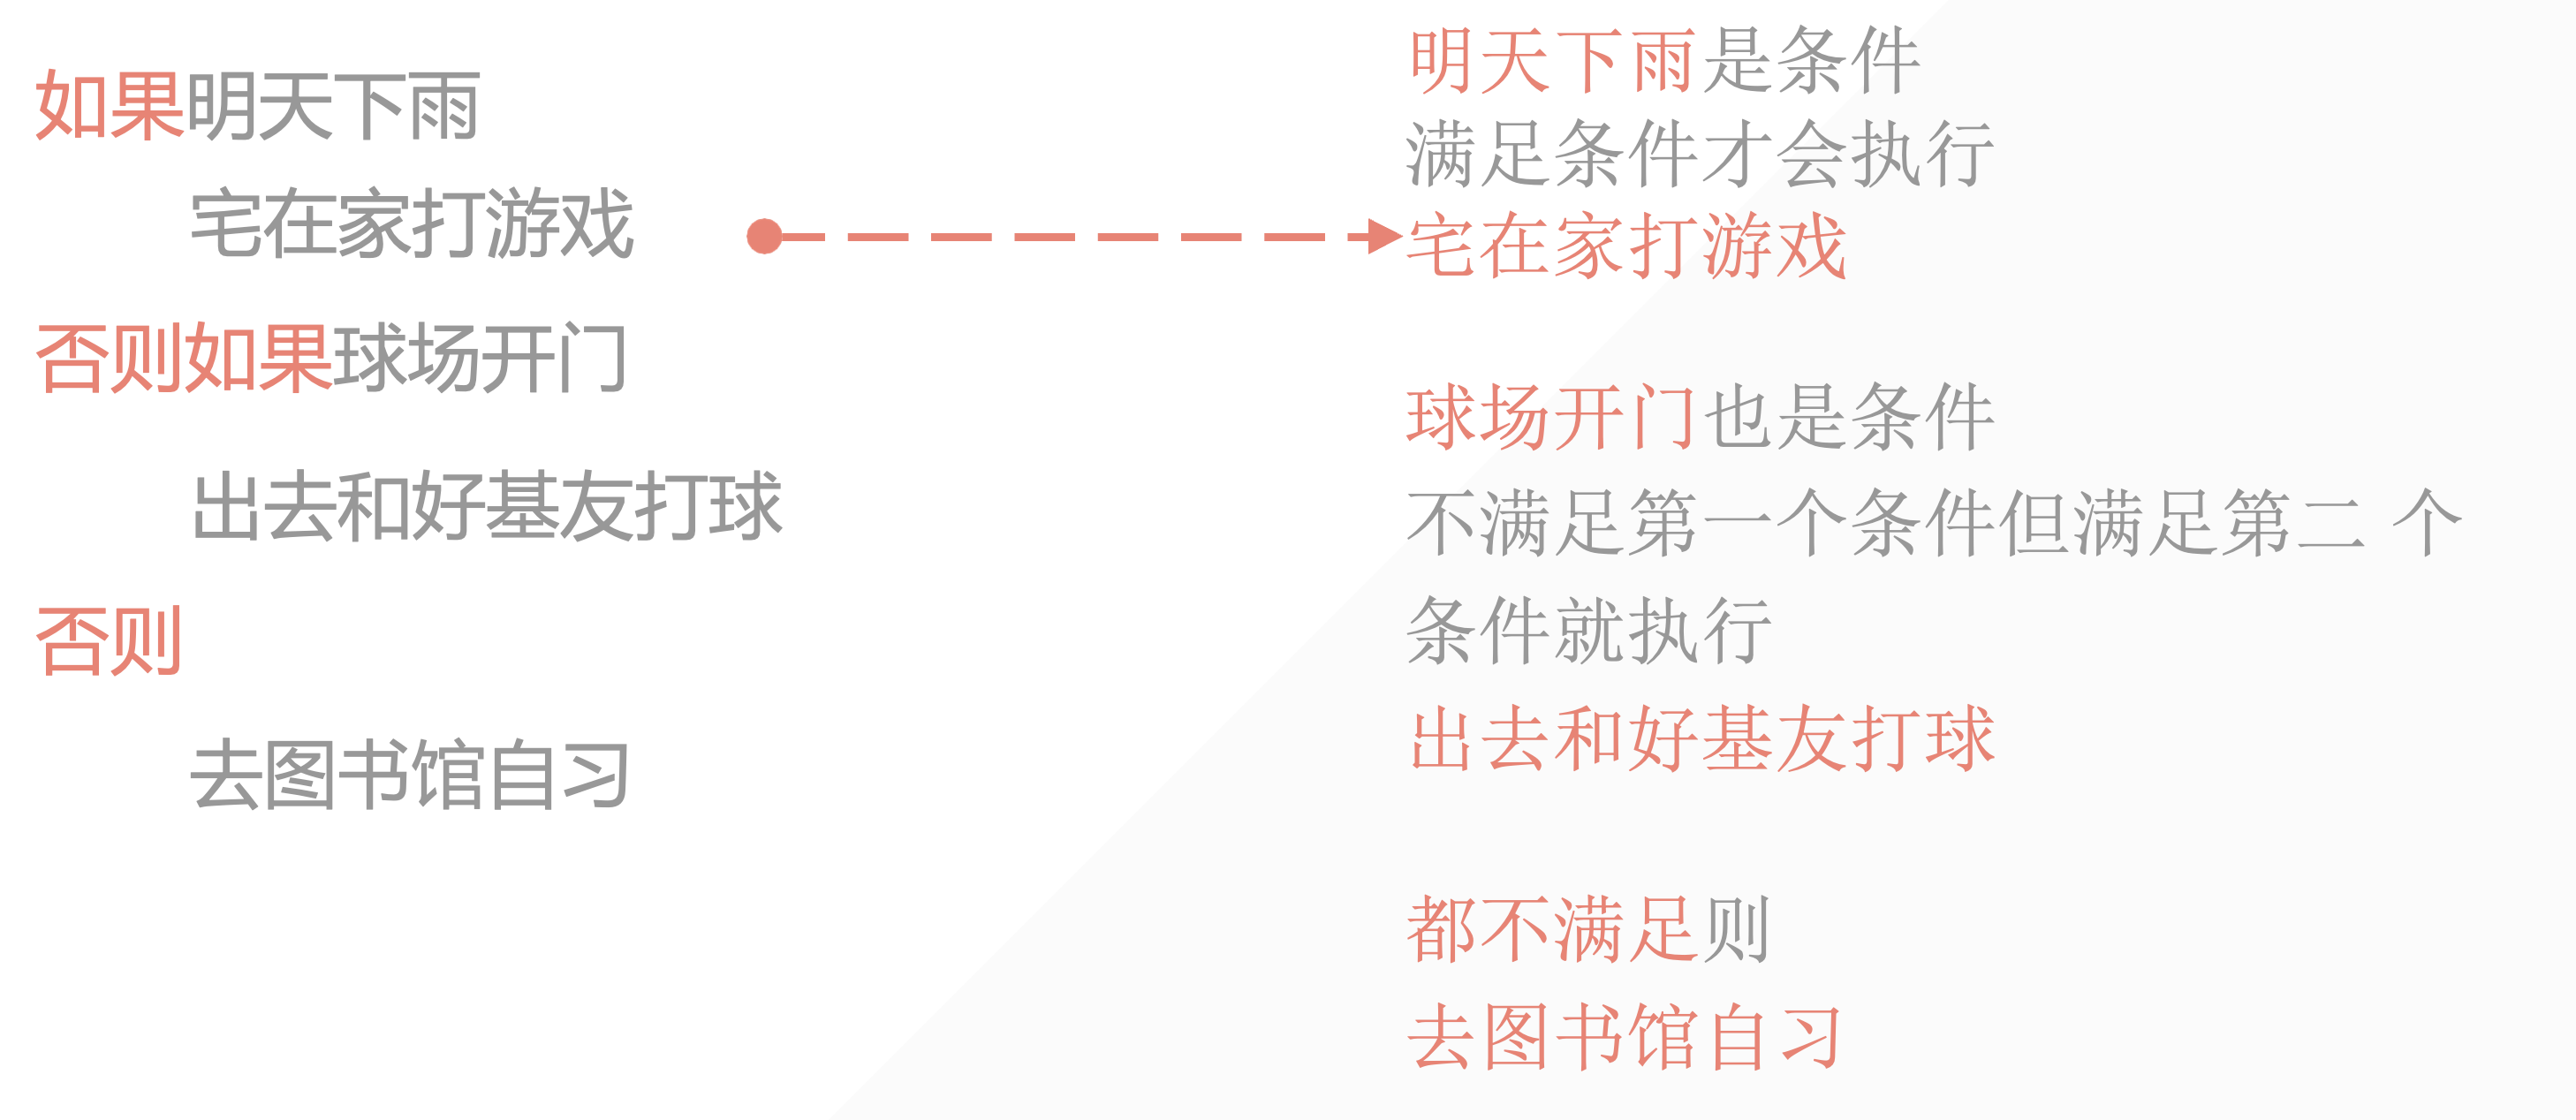 如果明天下雨
宅在家打游戏
否则如果球场开门
出去和好基友打球
否则
去图书馆自习
明天下雨是条件
满足条件才会执行
宅在家打游戏
球场开门也是条件
不满足第一个条件但满足第二 个
条件就执行
出去和好基友打球
都不满足则
去图书馆自习